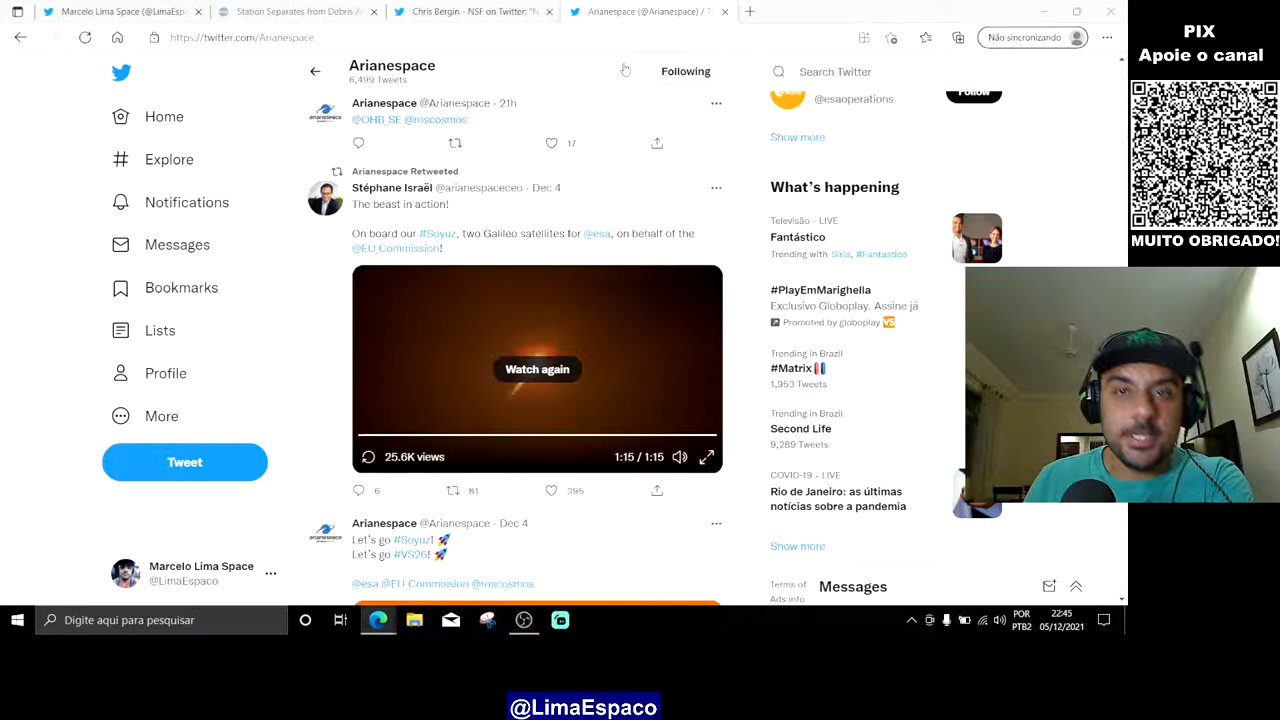 Marcelo Lima Space (@LimaEsp
Station Separates from Debris A
Chris Bergin - NSF on Twitter: "N
Arianespace (@Arianespace) / T
https://twitter.com/Arianespace
Não sincronizando
Arianespace
6,499 Tweets
Following
Search Twitter
Home
Explore
Notifications
Messages
Bookmarks
Lists
Profile
More
Tweet
Marcelo Lima Space
@LimaEspaco
Arianespace @Arianespace · 21h
@OHB_SE @roscosmos
17
Arianespace Retweeted
Stéphane Israël @arianespaceceo · Dec 4
The beast in action!
On board our #Soyuz, two Galileo satellites for @esa, on behalf of the
@EU_Commission!
Watch again
25.6K views
1:15 / 1:15
6
81
395
Arianespace @Arianespace · Dec 4
Let's go #Soyuz! 🚀
Let's go #VS26! 🚀
@esa @EU_Commission @roscosmos
@esaoperations
Follow
Show more
What's happening
Televisão · LIVE
Fantástico
Trending with Síria, #Fantastico
#PlayEmMarighella
Exclusivo Globoplay. Assine já
Promoted by globoplay 🆚
Trending in Brazil
#Matrix
1,953 Tweets
Trending in Brazil
Second Life
9,289 Tweets
COVID-19 · LIVE
Rio de Janeiro: as últimas
notícias sobre a pandemia
Show more
Terms of
Ads info
Messages
Digite aqui para pesquisar
POR
PTB2
22:45
05/12/2021
PIX
Apoie o canal
MUITO OBRIGADO!
@LimaEspaco